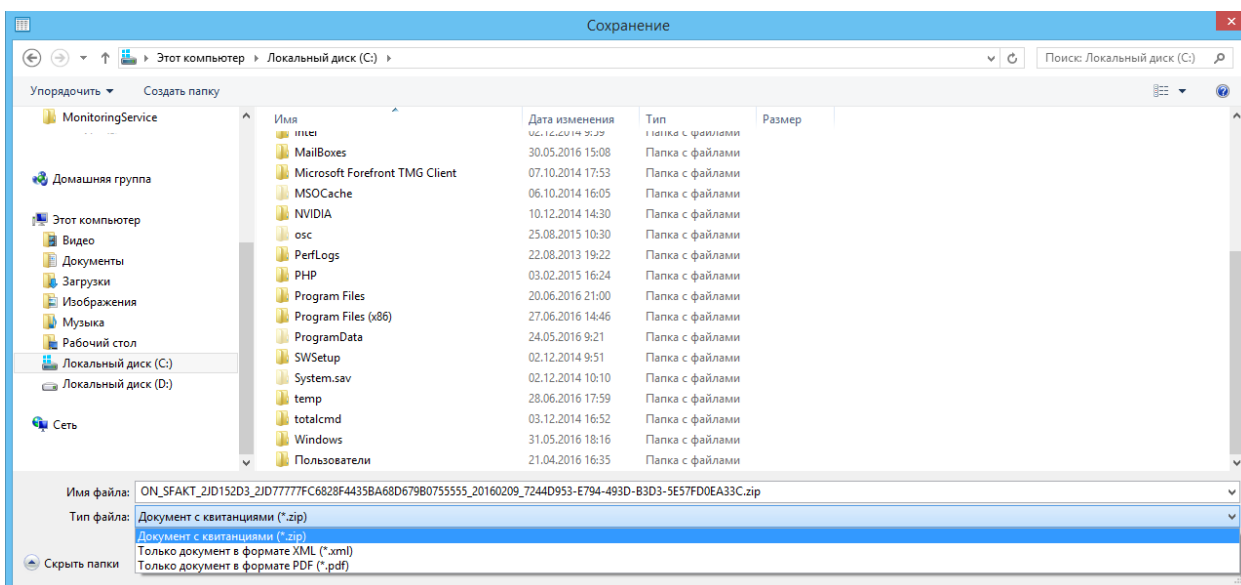 Сохранение
Этот компьютер Локальный диск (C:)
Поиск: Локальный диск (C:)
Упорядочить Создать папку
MonitoringService
Домашняя группа
Этот компьютер
Видео
Документы
Загрузки
Изображения
Музыка
Рабочий стол
Локальный диск (C:)
Локальный диск (D:)
Сеть
Имя Дата изменения Тип Размер
Intel 02.12.2014 9:59 Папка с файлами
MailBoxes 30.05.2016 15:08 Папка с файлами
Microsoft Forefront TMG Client 07.10.2014 17:53 Папка с файлами
MSOCache 06.10.2014 16:05 Папка с файлами
NVIDIA 10.12.2014 14:30 Папка с файлами
osc 25.08.2015 10:30 Папка с файлами
PerfLogs 22.08.2013 19:22 Папка с файлами
PHP 03.02.2015 16:24 Папка с файлами
Program Files 20.06.2016 21:00 Папка с файлами
Program Files (x86) 27.06.2016 14:46 Папка с файлами
ProgramData 24.05.2016 9:21 Папка с файлами
SWSetup 02.12.2014 9:51 Папка с файлами
System.sav 02.12.2014 10:10 Папка с файлами
temp 28.06.2016 17:59 Папка с файлами
totalcmd 03.12.2014 16:52 Папка с файлами
Windows 31.05.2016 18:16 Папка с файлами
Пользователи 21.04.2016 16:35 Папка с файлами
Имя файла: ON_SFAKT_2JD152D3_2JD77777FC6828F4435BA68D679B0755555_20160209_7244D953-E794-493D-B3D3-5E57FD0EA33C.zip
Тип файла: Документ с квитанциями (*.zip)
Документ с квитанциями (*.zip)
Только документ в формате XML (*.xml)
Только документ в формате PDF (*.pdf)
Скрыть папки